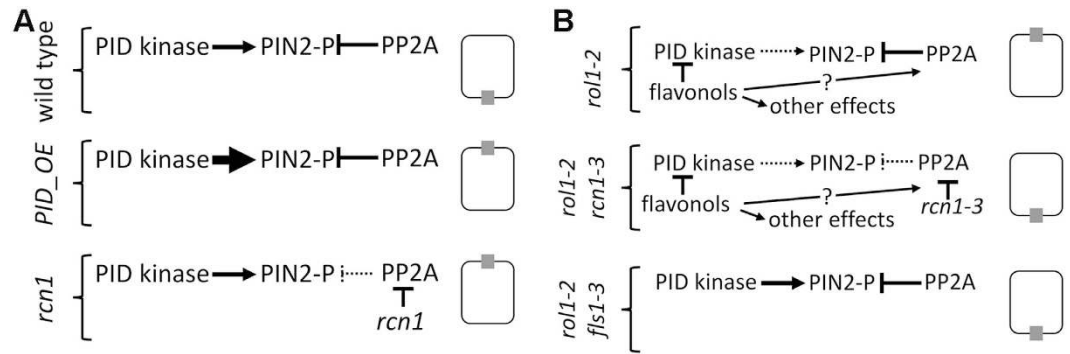 A
wild type
PID kinase PIN2-P PP2A
PID_OE
PID kinase PIN2-P PP2A
rcn1
PID kinase PIN2-P PP2A
rcn1
B
rol1-2
PID kinase PIN2-P PP2A
flavonols ?
other effects
rol1-2
rcn1-3
PID kinase PIN2-P PP2A
flavonols ? rcn1-3
other effects
rol1-2
fls1-3
PID kinase PIN2-P PP2A